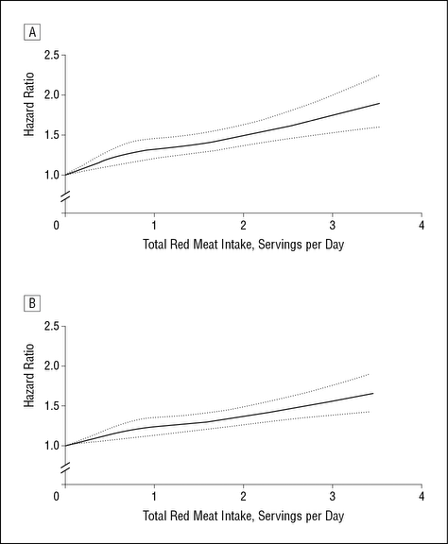 A
2.5
2.0
1.5
1.0
Hazard Ratio
0 1 2 3 4
Total Red Meat Intake, Servings per Day
B
2.5
2.0
1.5
1.0
Hazard Ratio
0 1 2 3 4
Total Red Meat Intake, Servings per Day